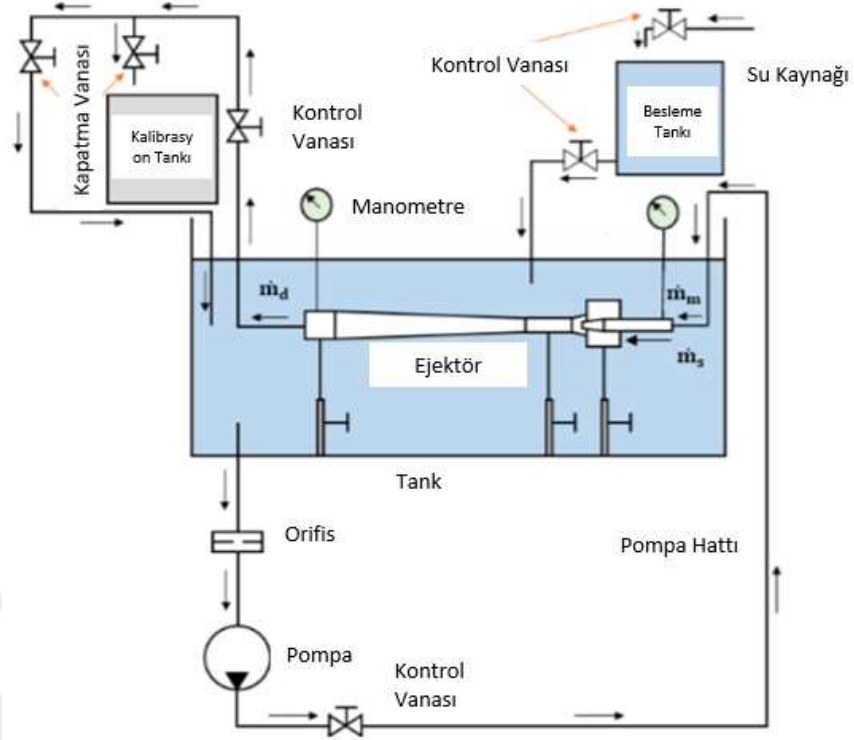 Kontrol Vanası
Su Kaynağı
Besleme
Tankı
Kapatma Vanası
Kalibrasy
on Tankı
Kontrol
Vanası
Manometre
ṁd
ṁm
ṁs
Ejektör
Tank
Orifis
Pompa Hattı
Pompa
Kontrol
Vanası